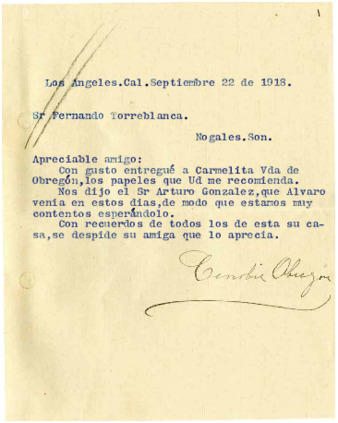 1
Los Angeles.Cal.Septiembre 22 de 1918.
Sr Fernando Torreblanca.
Nogales.Son.
Apreciable amigo:
Con gusto entregué a Carmelita Vda de
Obregón,los papeles que Ud me recomienda.
Nos dijo el Sr Arturo Gonzalez,que Alvaro
venia en estos dias,de modo que estamos muy
contentos esperándolo.
Con recuerdos de todos los de esta su ca-
sa,se despide su amiga que lo aprecia.
Cenobia Obregón